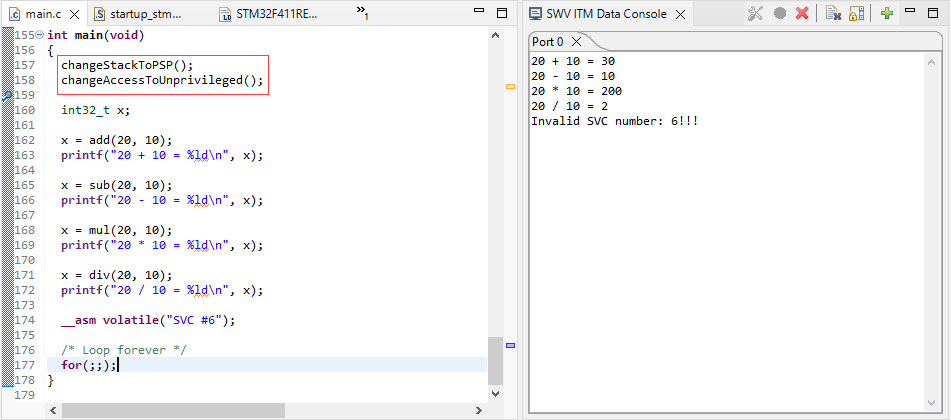 main.c
startup_stm...
STM32F411RE...
»1
155 int main(void)
156 {
157 changeStackToPSP();
158 changeAccessToUnprivileged();
159
160 int32_t x;
161
162 x = add(20, 10);
163 printf("20 + 10 = %ld\n", x);
164
165 x = sub(20, 10);
166 printf("20 - 10 = %ld\n", x);
167
168 x = mul(20, 10);
169 printf("20 * 10 = %ld\n", x);
170
171 x = div(20, 10);
172 printf("20 / 10 = %ld\n", x);
173
174 __asm volatile("SVC #6");
175
176 /* Loop forever */
177 for(;;);
178 }
179
SWV ITM Data Console
Port 0
20 + 10 = 30
20 - 10 = 10
20 * 10 = 200
20 / 10 = 2
Invalid SVC number: 6!!!